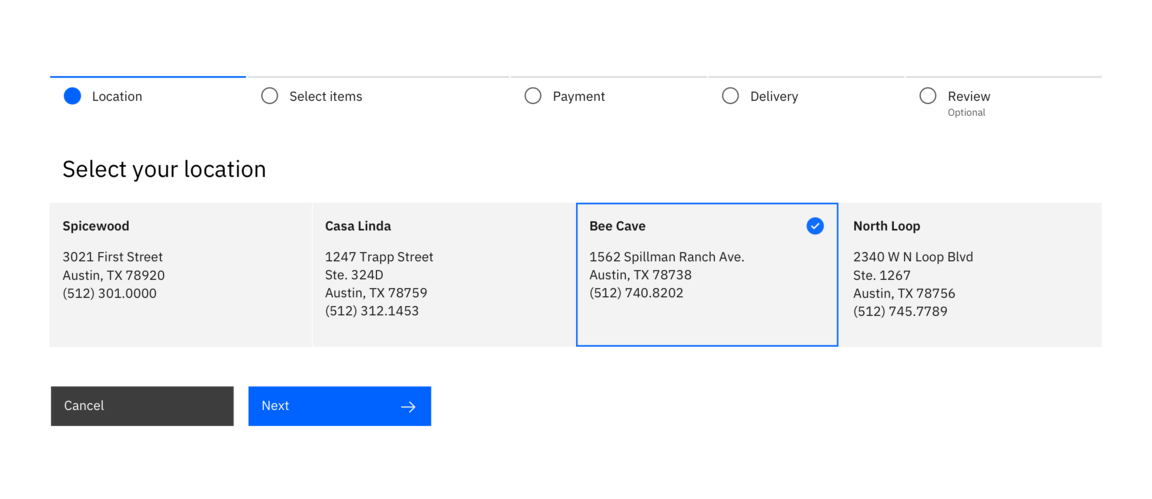 Location
Select items
Payment
Delivery
Review
Optional
Select your location
Spicewood
3021 First Street
Austin, TX 78920
(512) 301.0000
Casa Linda
1247 Trapp Street
Ste. 324D
Austin, TX 78759
(512) 312.1453
Bee Cave
1562 Spillman Ranch Ave.
Austin, TX 78738
(512) 740.8202
North Loop
2340 W N Loop Blvd
Ste. 1267
Austin, TX 78756
(512) 745.7789
Cancel
Next